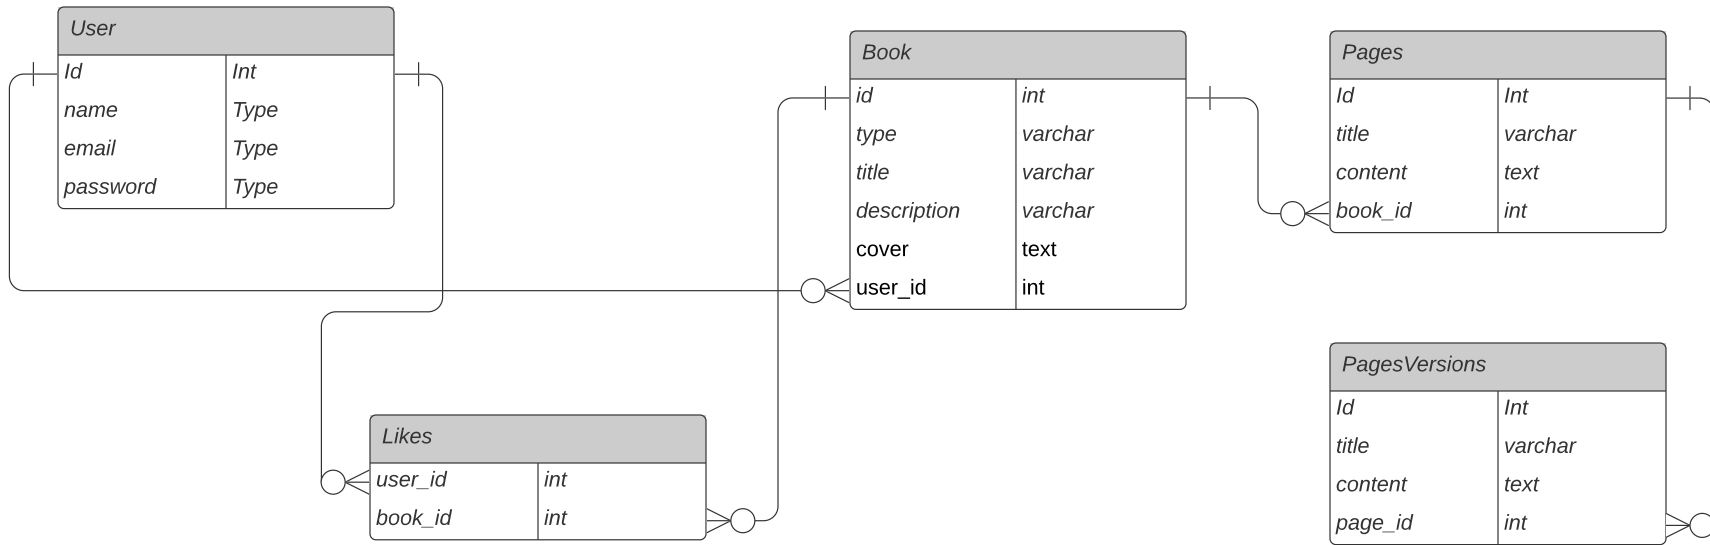 User
Id Int
name Type
email Type
password Type
Book
id int
type varchar
title varchar
description varchar
cover text
user_id int
Pages
Id Int
title varchar
content text
book_id int
Likes
user_id int
book_id int
PagesVersions
Id Int
title varchar
content text
page_id int